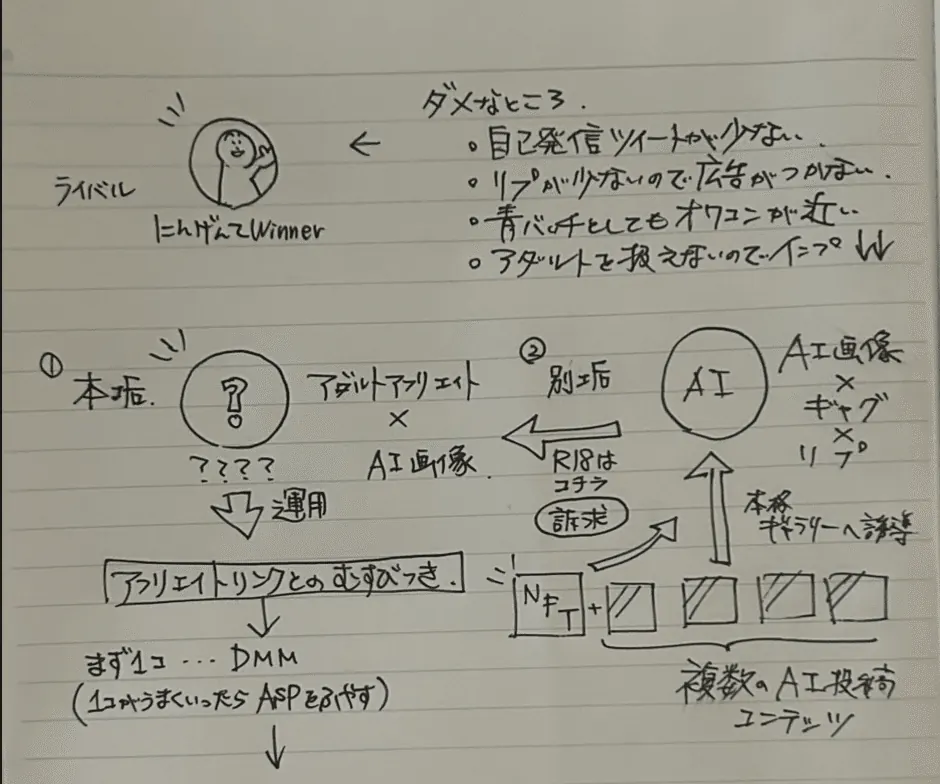 ダメなところ.
・自己発信ツイートが少ない.
・リプが少ないので広告がつかない.
・青バッチとしてもオワコンが近い
・アダルトを扱えないのでインプ↓↓
←
ライバル
にんげんてWinner
①
本垢.
?
????
アダルトアフリエイト
×
AI画像.
運用
アフリエイトリンクとのむすびつき.
まず1コ…DMM
(1コがうまくいったらASPをふやす)
②
別垢
R18は
コチラ
訴求
AI
AI画像
×
ギャグ
×
リプ
本格
ギャラリーへ誘導
NFT
+
複数のAI投稿
コンテンツ